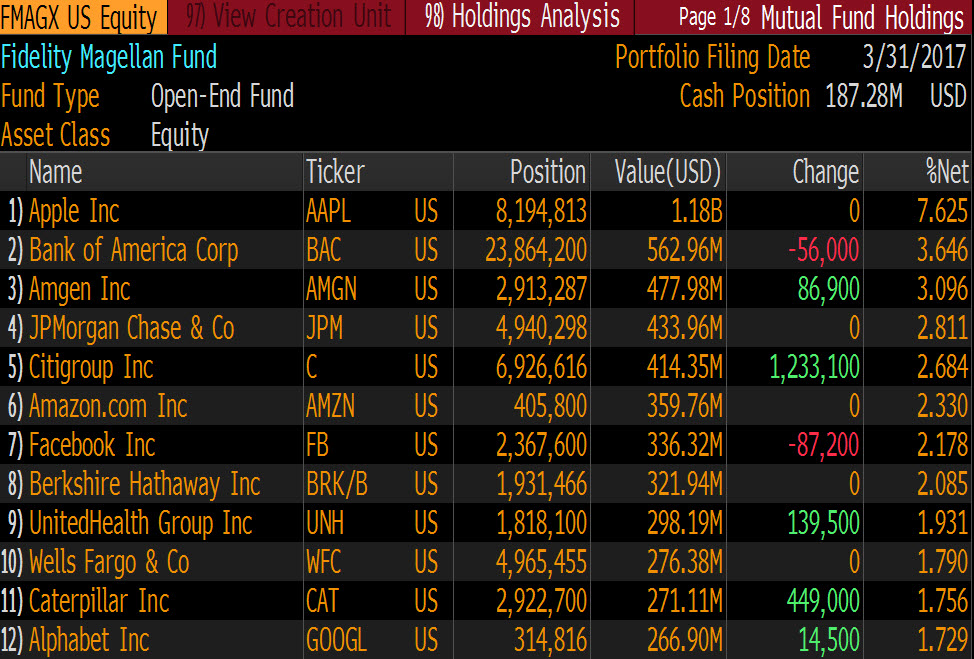 FMAGX US Equity 97) View Creation Unit 98) Holdings Analysis Page 1/8 Mutual Fund Holdings
Fidelity Magellan Fund Portfolio Filing Date 3/31/2017
Fund Type Open-End Fund Cash Position 187.28M USD
Asset Class Equity
Name Ticker Position Value(USD) Change %Net
1) Apple Inc AAPL US 8,194,813 1.18B 0 7.625
2) Bank of America Corp BAC US 23,864,200 562.96M -56,000 3.646
3) Amgen Inc AMGN US 2,913,287 477.98M 86,900 3.096
4) JPMorgan Chase & Co JPM US 4,940,298 433.96M 0 2.811
5) Citigroup Inc C US 6,926,616 414.35M 1,233,100 2.684
6) Amazon.com Inc AMZN US 405,800 359.76M 0 2.330
7) Facebook Inc FB US 2,367,600 336.32M -87,200 2.178
8) Berkshire Hathaway Inc BRK/B US 1,931,466 321.94M 0 2.085
9) UnitedHealth Group Inc UNH US 1,818,100 298.19M 139,500 1.931
10) Wells Fargo & Co WFC US 4,965,455 276.38M 0 1.790
11) Caterpillar Inc CAT US 2,922,700 271.11M 449,000 1.756
12) Alphabet Inc GOOGL US 314,816 266.90M 14,500 1.729